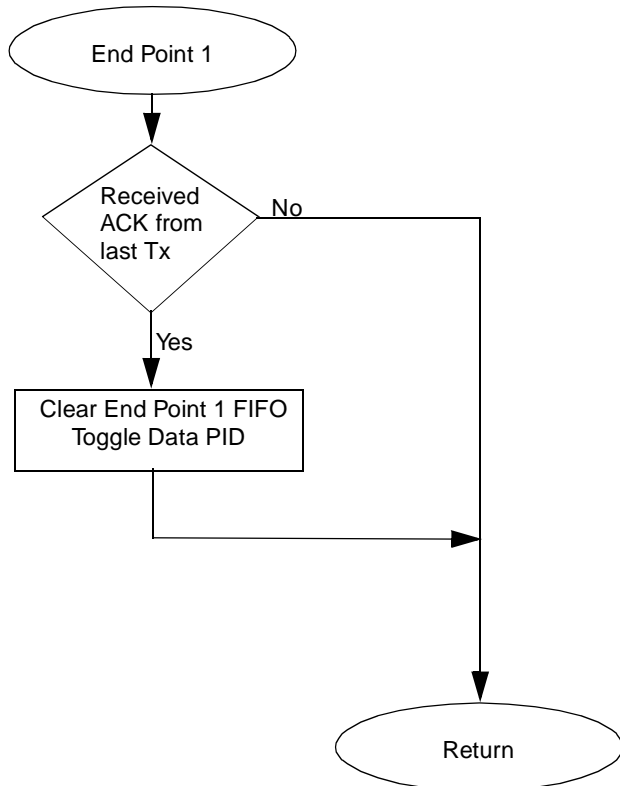 End Point 1
Received
ACK from
last Tx
No
Yes
Clear End Point 1 FIFO
Toggle Data PID
Return